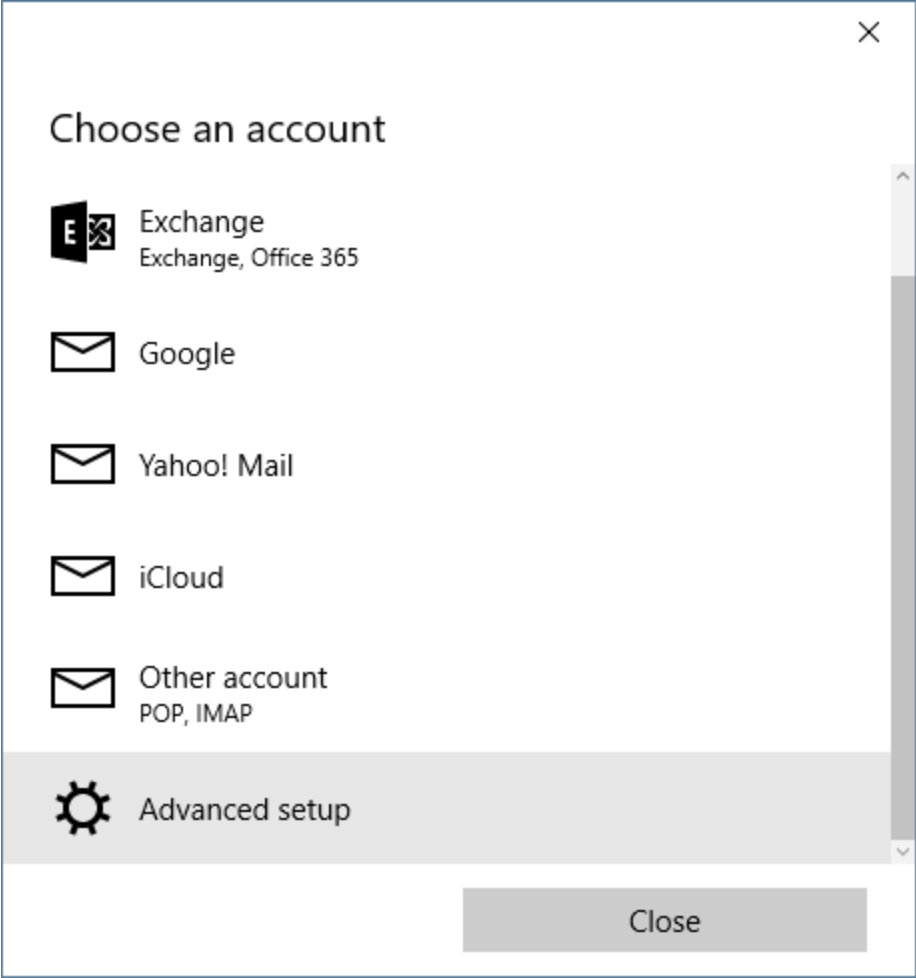 Choose an account
E
Exchange
Exchange, Office 365
Google
Yahoo! Mail
iCloud
Other account
POP, IMAP
Advanced setup
Close